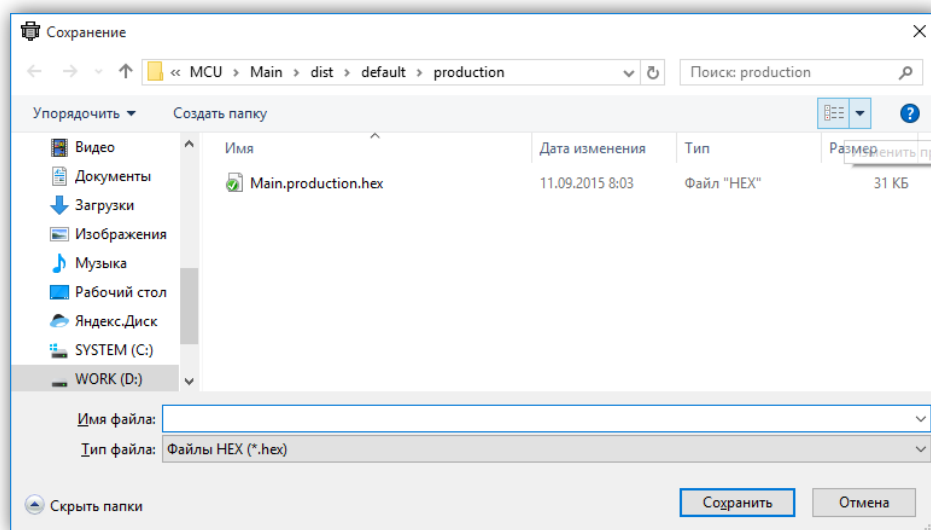 Сохранение
« MCU › Main › dist › default › production
Поиск: production
Упорядочить
Создать папку
?
Видео
Документы
Загрузки
Изображения
Музыка
Рабочий стол
Яндекс.Диск
SYSTEM (C:)
WORK (D:)
Имя Дата изменения Тип Размер
Main.production.hex 11.09.2015 8:03 Файл "HEX" 31 КБ
Имя файла:
Тип файла: Файлы HEX (*.hex)
Скрыть папки
Сохранить
Отмена